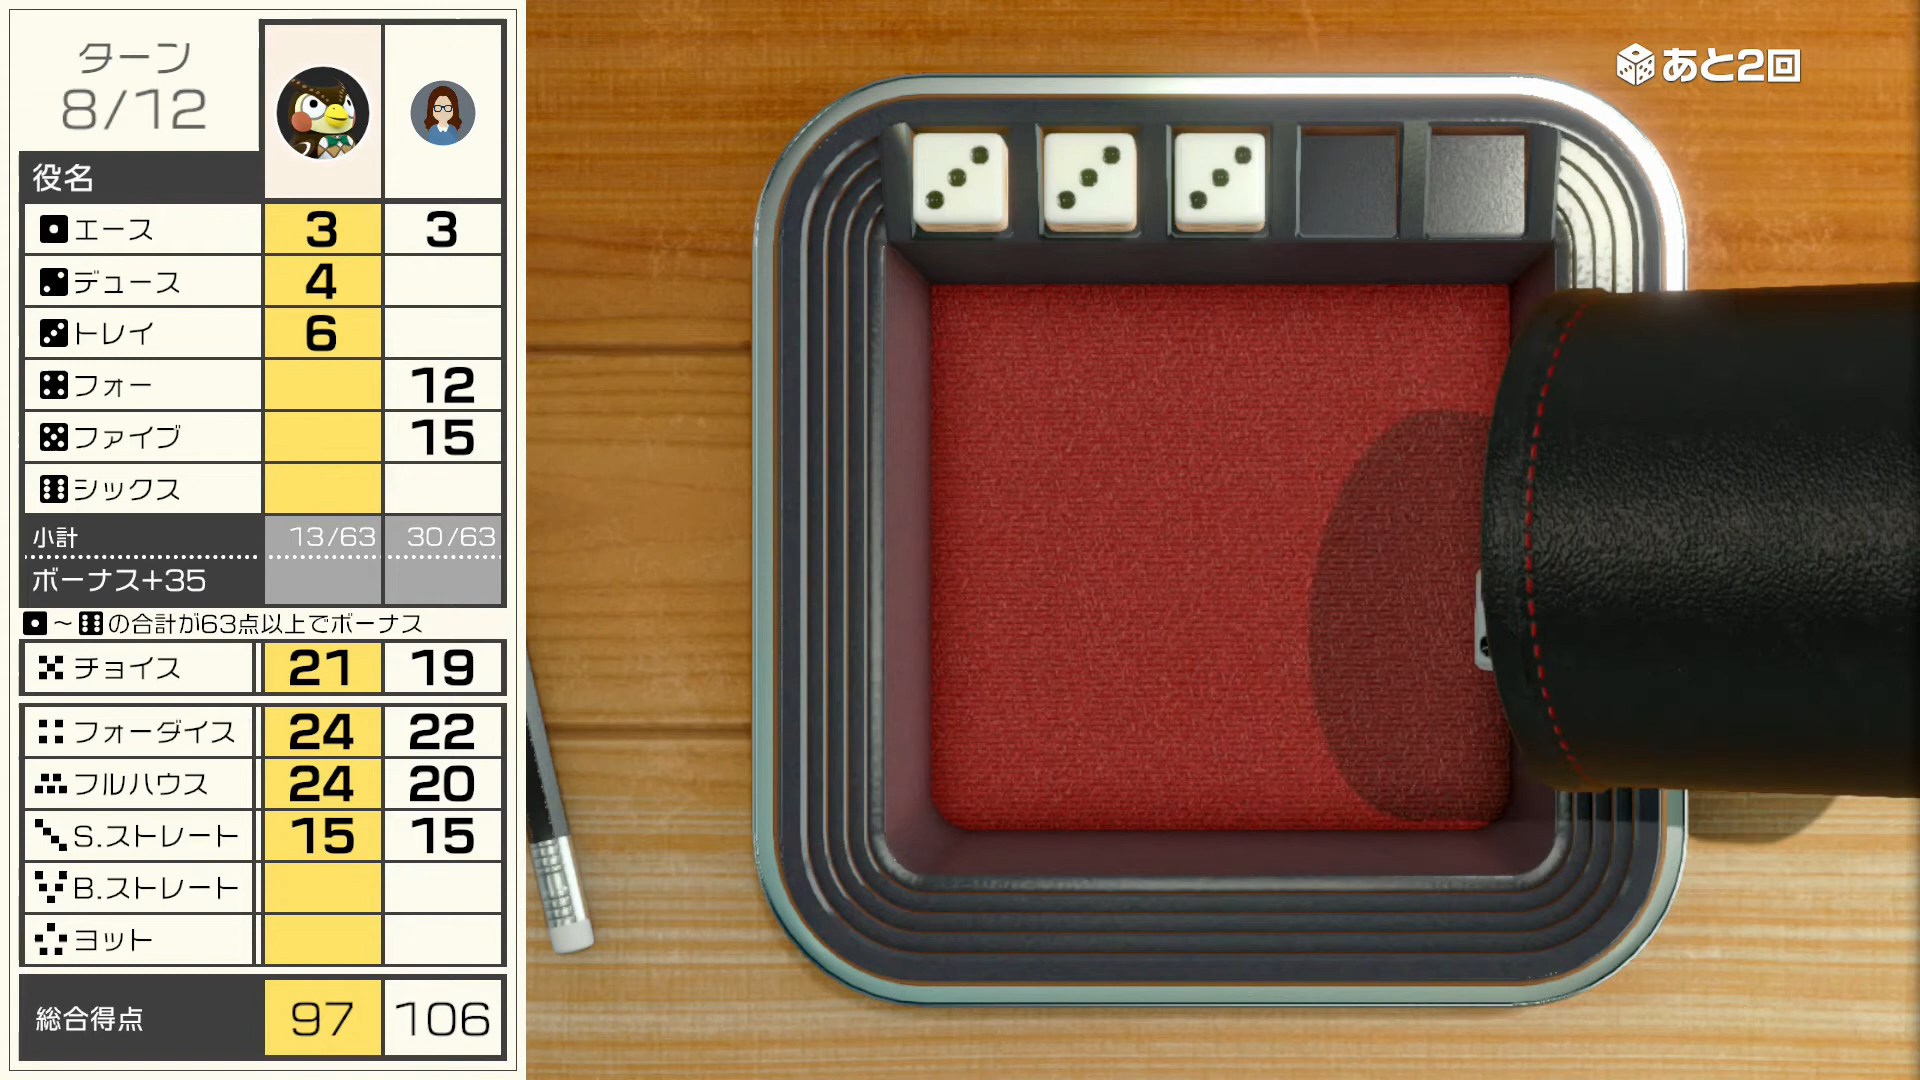 ターン
8/12
役名
エース 3 3
デュース 4
トレイ 6
フォー 12
ファイブ 15
シックス
小計 13/63 30/63
ボーナス+35
～の合計が63点以上でボーナス
チョイス 21 19
フォーダイス 24 22
フルハウス 24 20
S.ストレート 15 15
B.ストレート
ヨット
総合得点 97 106
あと2回